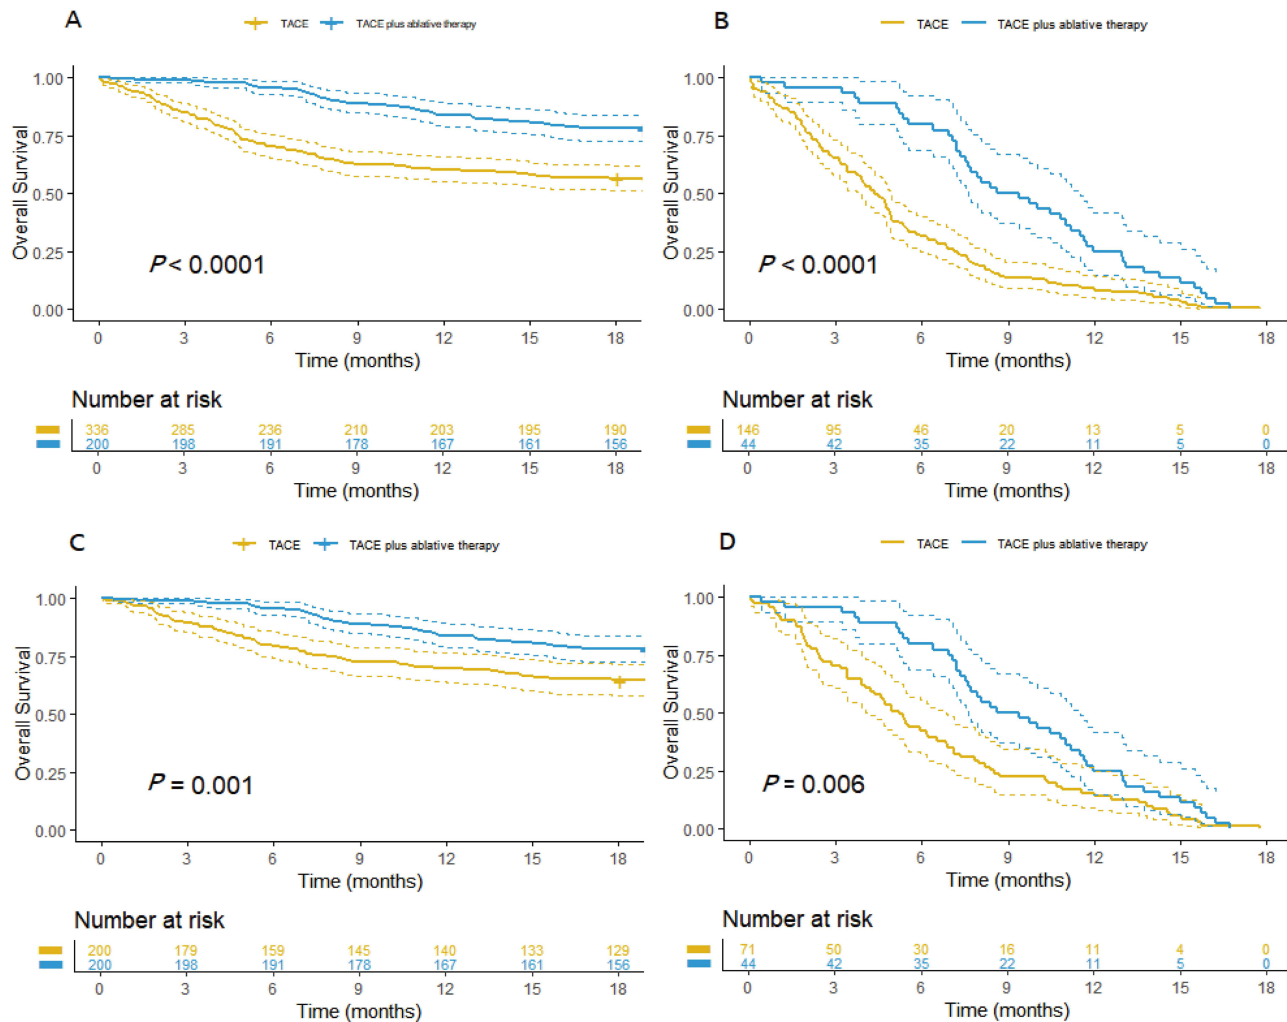 A
TACE TACE plus ablative therapy
Overall Survival
1.00
0.75
0.50
0.25
0.00
P < 0.0001
0 3 6 9 12 15 18
Time (months)
Number at risk
336 285 236 210 203 195 190
200 198 191 178 167 161 156
0 3 6 9 12 15 18
Time (months)
B
TACE TACE plus ablative therapy
Overall Survival
1.00
0.75
0.50
0.25
0.00
P < 0.0001
0 3 6 9 12 15 18
Time (months)
Number at risk
146 95 46 20 13 5 0
44 42 35 22 11 5 0
0 3 6 9 12 15 18
Time (months)
C
TACE TACE plus ablative therapy
Overall Survival
1.00
0.75
0.50
0.25
0.00
P = 0.001
0 3 6 9 12 15 18
Time (months)
Number at risk
200 179 159 145 140 133 129
200 198 191 178 167 161 156
0 3 6 9 12 15 18
Time (months)
D
TACE TACE plus ablative therapy
Overall Survival
1.00
0.75
0.50
0.25
0.00
P = 0.006
0 3 6 9 12 15 18
Time (months)
Number at risk
71 50 30 16 11 4 0
44 42 35 22 11 5 0
0 3 6 9 12 15 18
Time (months)